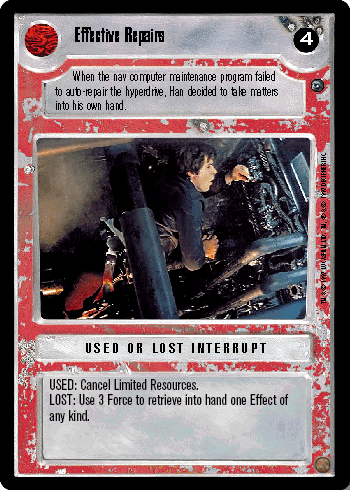 Effective Repairs
4
When the nav computer maintenance program failed
to auto-repair the hyperdrive, Han decided to take matters
into his own hand.
USED OR LOST INTERRUPT
USED: Cancel Limited Resources.
LOST: Use 3 Force to retrieve into hand one Effect of
any kind.